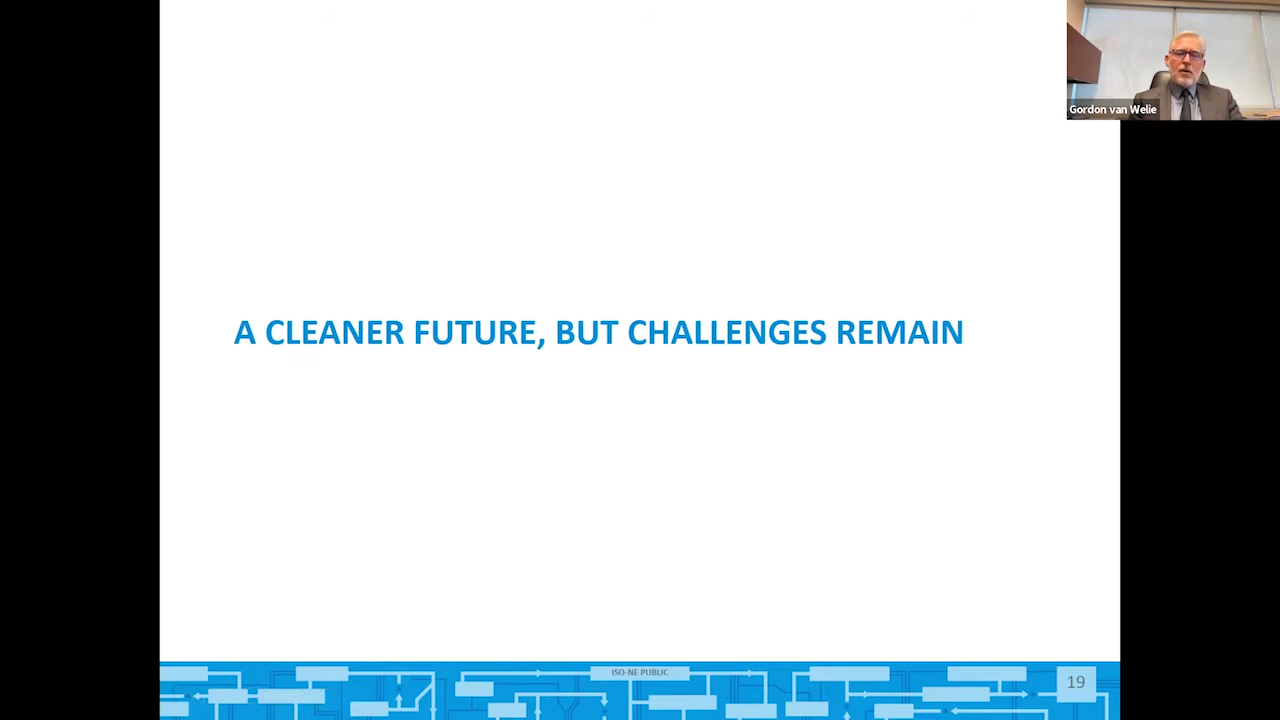 Gordon van Welie
A CLEANER FUTURE, BUT CHALLENGES REMAIN
ISO-NE PUBLIC
19